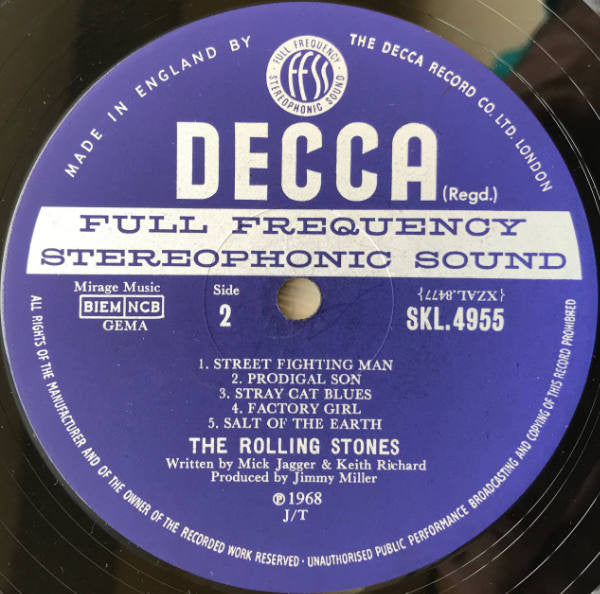 MADE IN ENGLAND BY
THE DECCA RECORD CO. LTD. LONDON
FULL FREQUENCY
ffss
STEREOPHONIC SOUND
DECCA
(Regd.)
FULL FREQUENCY
STEREOPHONIC SOUND
Mirage Music
BIEM NCB
GEMA
Side
2
{XZAL.8477}
SKL.4955
1. STREET FIGHTING MAN
2. PRODIGAL SON
3. STRAY CAT BLUES
4. FACTORY GIRL
5. SALT OF THE EARTH
THE ROLLING STONES
Written by Mick Jagger & Keith Richard
Produced by Jimmy Miller
℗ 1968
J/T
ALL RIGHTS OF THE MANUFACTURER AND OF THE OWNER OF THE RECORDED WORK RESERVED · UNAUTHORISED PUBLIC PERFORMANCE BROADCASTING AND COPYING OF THIS RECORD PROHIBITED